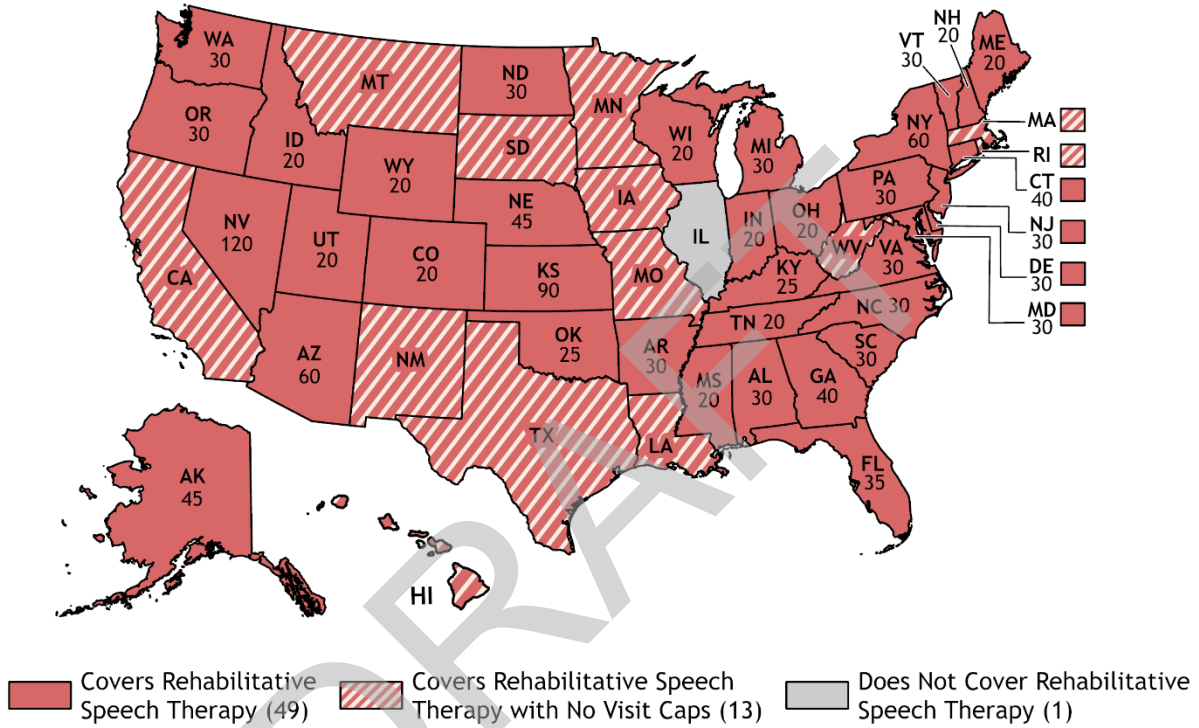 NH
20
VT
30
ME
20
WA
30
MT
ND
30
MN
OR
30
ID
20
SD
WI
20
MI
30
NY
60
MA
RI
WY
20
CT
40
IA
PA
30
NE
45
NV
120
UT
20
CO
20
IL
IN
20
OH
20
NJ
30
CA
WV
VA
30
DE
30
KS
90
MO
KY
25
MD
30
NC 30
TN 20
OK
25
AZ
60
NM
AR
30
SC
30
MS
20
AL
30
GA
40
TX
LA
FL
35
AK
45
HI
DRAFT
Covers Rehabilitative
Speech Therapy (49)
Covers Rehabilitative Speech
Therapy with No Visit Caps (13)
Does Not Cover Rehabilitative
Speech Therapy (1)